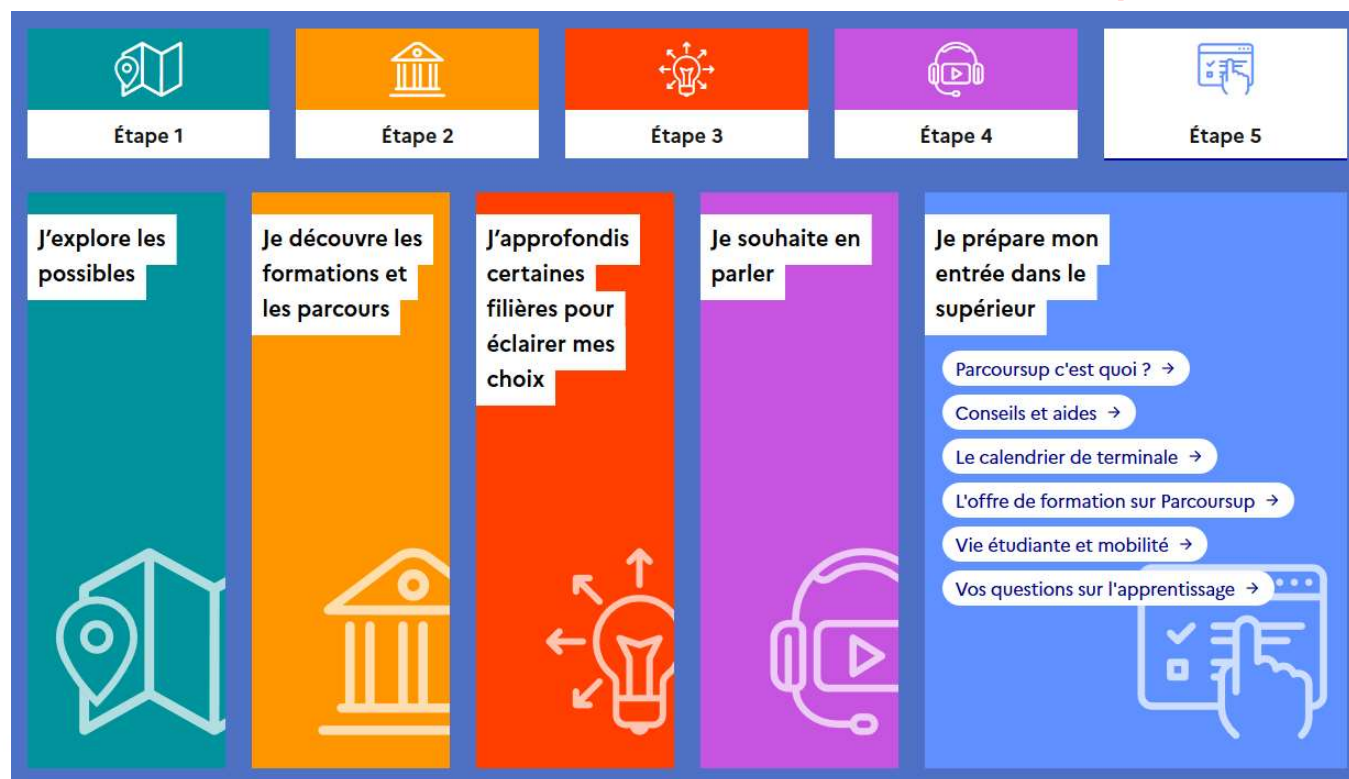 Étape 1
Étape 2
Étape 3
Étape 4
Étape 5
J'explore les
possibles
Je découvre les
formations et
les parcours
J'approfondis
certaines
filières pour
éclairer mes
choix
Je souhaite en
parler
Je prépare mon
entrée dans le
supérieur
Parcoursup c'est quoi ? →
Conseils et aides →
Le calendrier de terminale →
L'offre de formation sur Parcoursup →
Vie étudiante et mobilité →
Vos questions sur l'apprentissage →